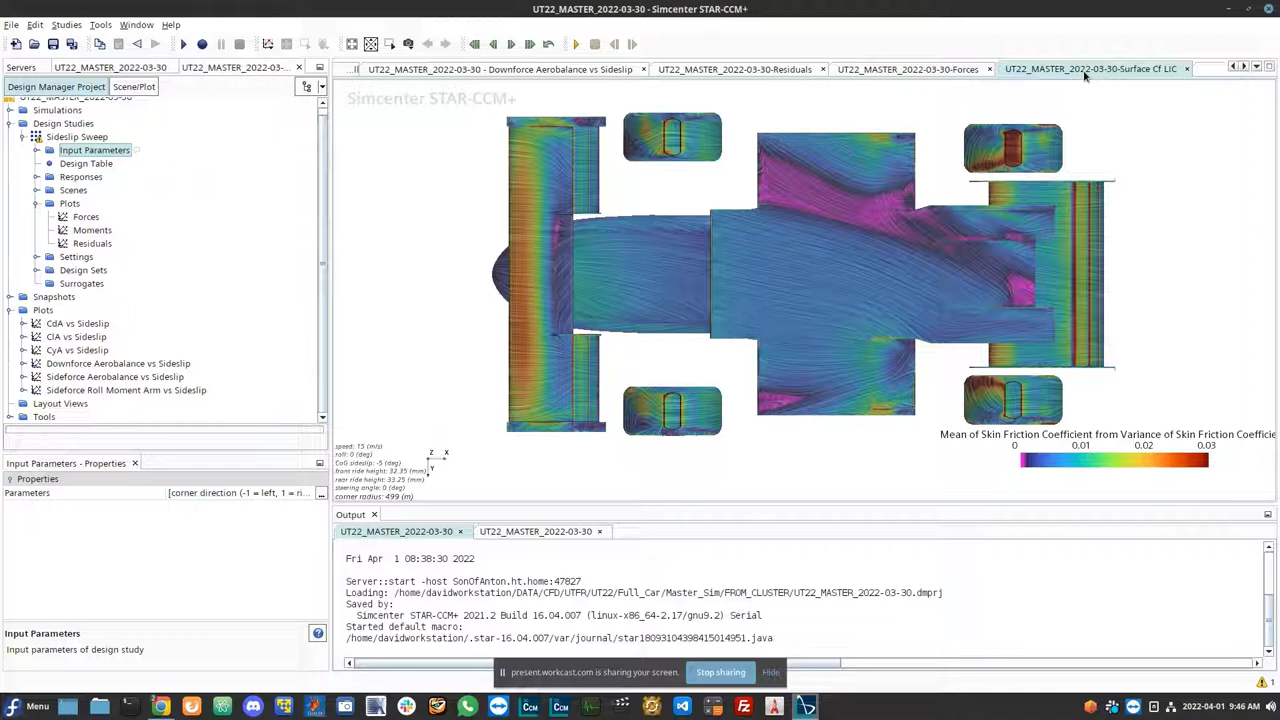 UT22_MASTER_2022-03-30 - Simcenter STAR-CCM+
File Edit Studies Tools Window Help
Servers UT22_MASTER_2022-03-30 UT22_MASTER_2022-03-...
Design Manager Project Scene/Plot
UT22_MASTER_2022-03-30
Simulations
Design Studies
Sideslip Sweep
Input Parameters
Design Table
Responses
Scenes
Plots
Forces
Moments
Residuals
Settings
Design Sets
Surrogates
Snapshots
Plots
CdA vs Sideslip
ClA vs Sideslip
CyA vs Sideslip
Downforce Aerobalance vs Sideslip
Sideforce Aerobalance vs Sideslip
Sideforce Roll Moment Arm vs Sideslip
Layout Views
Tools
Input Parameters - Properties
Properties
Parameters [corner direction (-1 = left, 1 = ri... ...
Input Parameters
Input parameters of design study
...ll UT22_MASTER_2022-03-30 - Downforce Aerobalance vs Sideslip UT22_MASTER_2022-03-30-Residuals UT22_MASTER_2022-03-30-Forces UT22_MASTER_2022-03-30-Surface Cf LIC
Simcenter STAR-CCM+
speed: 15 (m/s)
roll: 0 (deg)
CoG sideslip: -5 (deg)
front ride height: 32.35 (mm)
rear ride height: 33.25 (mm)
steering angle: 0 (deg)
corner radius: 499 (m)
Z X
Y
Mean of Skin Friction Coefficient from Variance of Skin Friction Coefficie
0 0.01 0.02 0.03
Output
UT22_MASTER_2022-03-30 UT22_MASTER_2022-03-30
Fri Apr 1 08:38:30 2022
Server::start -host SonOfAnton.ht.home:47827
Loading: /home/davidworkstation/DATA/CFD/UTFR/UT22/Full_Car/Master_Sim/FROM_CLUSTER/UT22_MASTER_2022-03-30.dmprj
Saved by:
Simcenter STAR-CCM+ 2021.2 Build 16.04.007 (linux-x86_64-2.17/gnu9.2) Serial
Started default macro:
/home/davidworkstation/.star-16.04.007/var/journal/star18093104398415014951.java
present.workcast.com is sharing your screen. Stop sharing Hide
1
Menu
CCM CCM
2022-04-01 9:46 AM